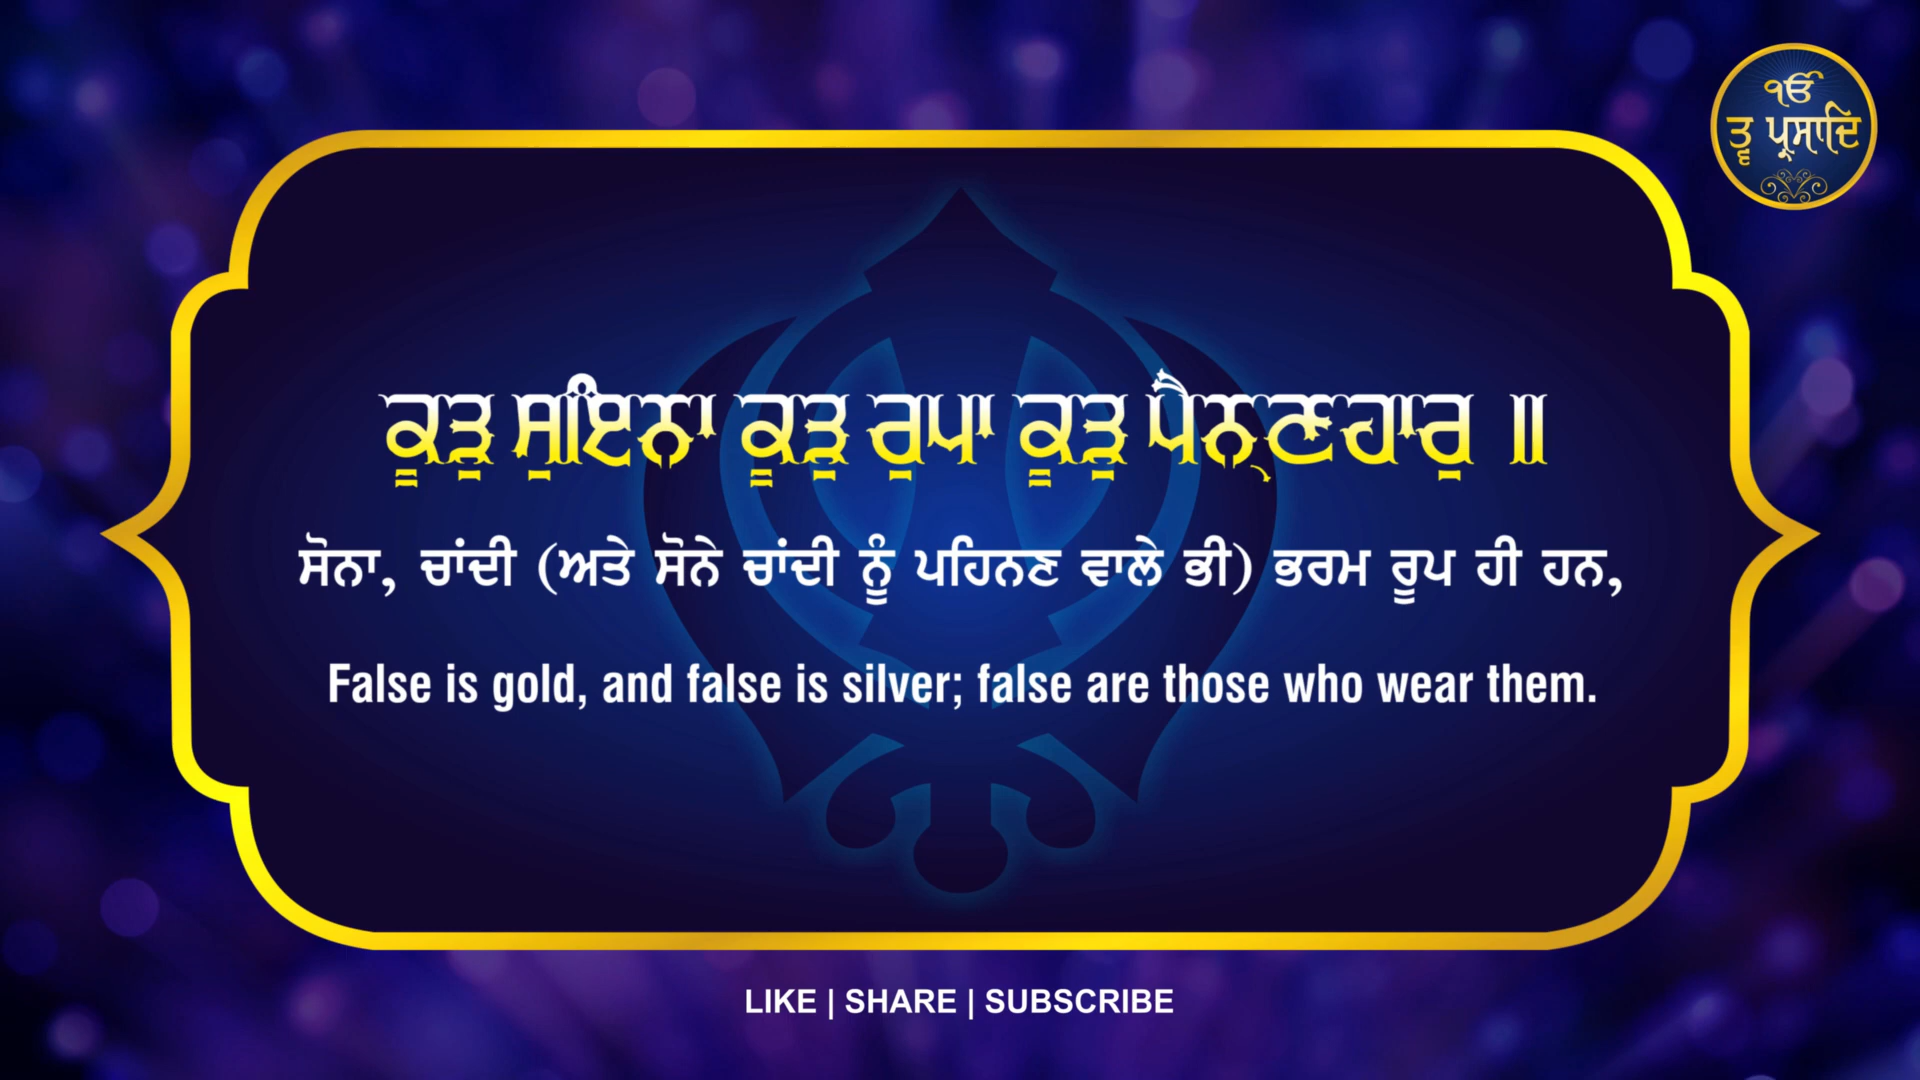 ੴ
ਤ੍ਵ ਪ੍ਰਸਾਦਿ
ਕੂੜੁ ਸੁਇਨਾ ਕੂੜੁ ਰੁਪਾ ਕੂੜੁ ਪੈਨੑਣਹਾਰੁ ॥
ਸੋਨਾ, ਚਾਂਦੀ (ਅਤੇ ਸੋਨੇ ਚਾਂਦੀ ਨੂੰ ਪਹਿਨਣ ਵਾਲੇ ਭੀ) ਭਰਮ ਰੂਪ ਹੀ ਹਨ,
False is gold, and false is silver; false are those who wear them.
LIKE | SHARE | SUBSCRIBE